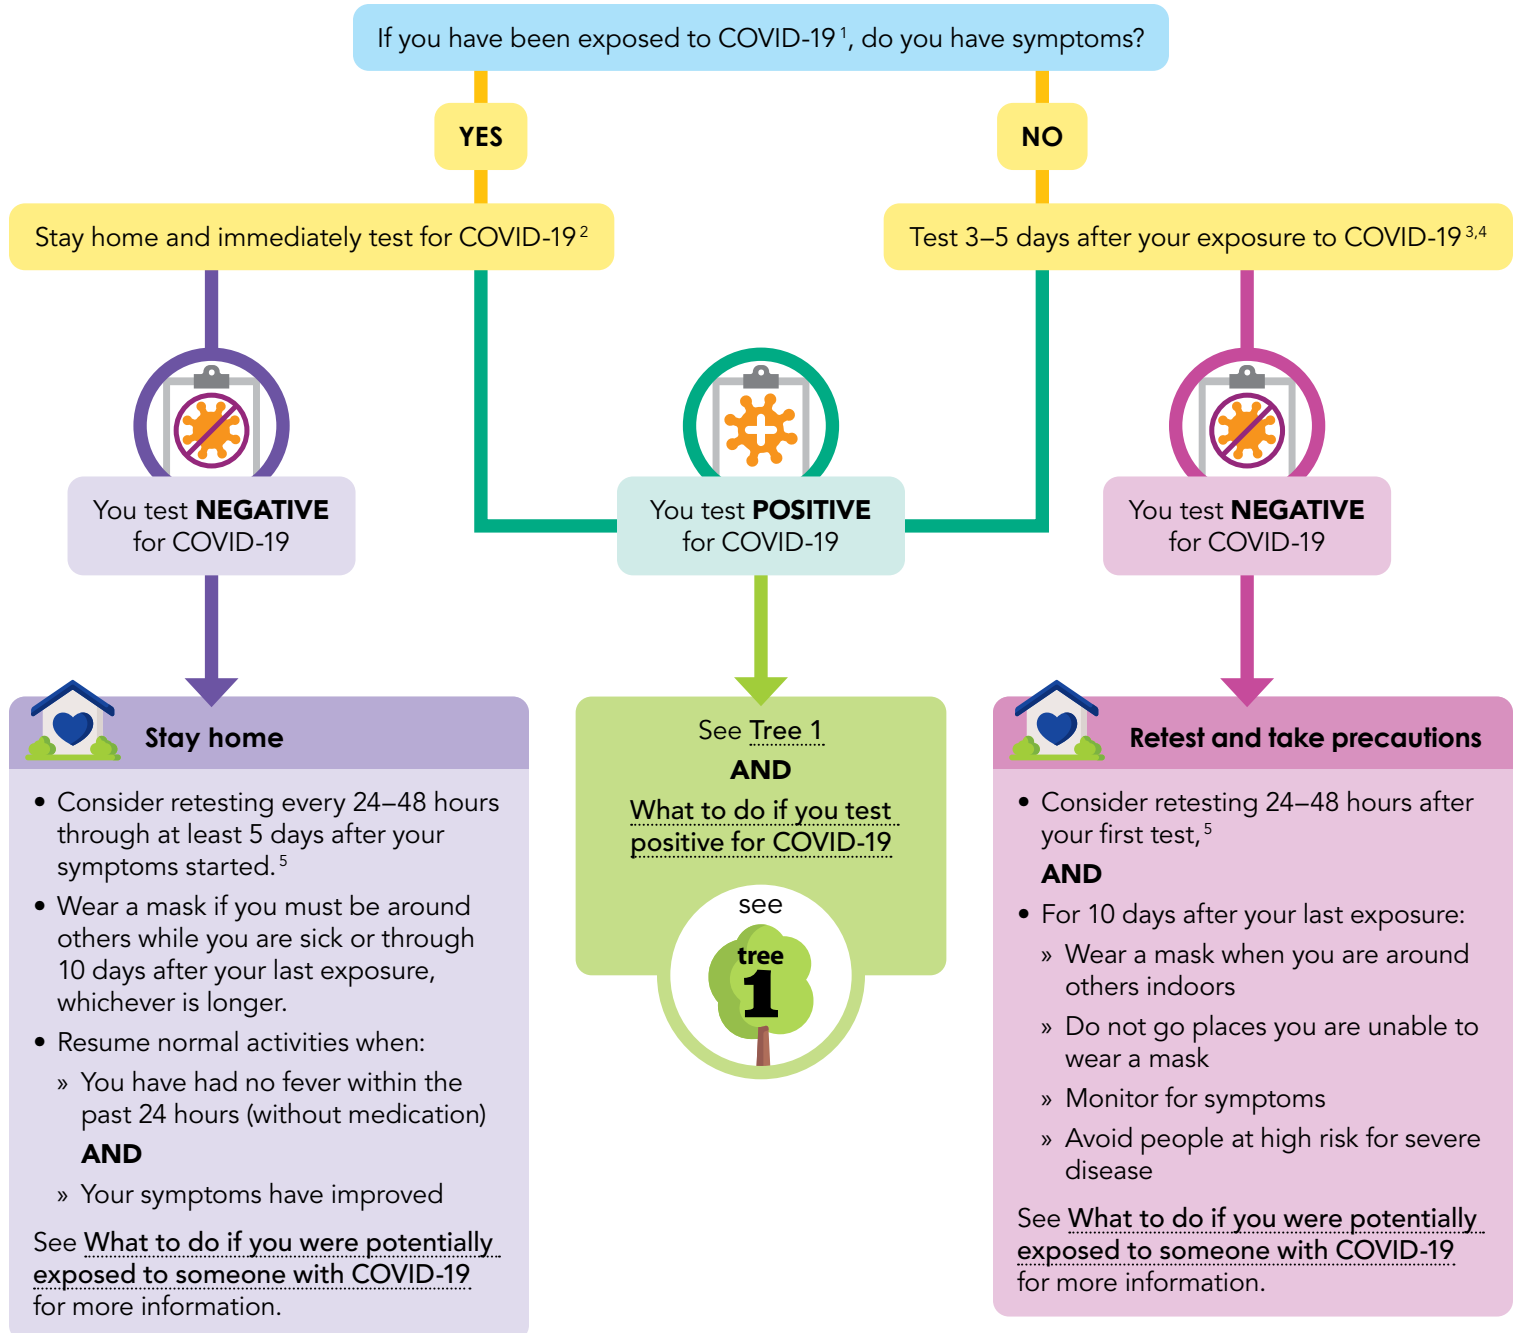 If you have been exposed to COVID-19 1, do you have symptoms?
YES
NO
Stay home and immediately test for COVID-19 2
Test 3–5 days after your exposure to COVID-19 3,4
You test NEGATIVE
for COVID-19
You test POSITIVE
for COVID-19
You test NEGATIVE
for COVID-19
Stay home
• Consider retesting every 24–48 hours
through at least 5 days after your
symptoms started. 5
• Wear a mask if you must be around
others while you are sick or through
10 days after your last exposure,
whichever is longer.
• Resume normal activities when:
» You have had no fever within the
past 24 hours (without medication)
AND
» Your symptoms have improved
See What to do if you were potentially
exposed to someone with COVID-19
for more information.
See Tree 1
AND
What to do if you test
positive for COVID-19
see
tree
1
Retest and take precautions
• Consider retesting 24–48 hours after
your first test, 5
AND
• For 10 days after your last exposure:
» Wear a mask when you are around
others indoors
» Do not go places you are unable to
wear a mask
» Monitor for symptoms
» Avoid people at high risk for severe
disease
See What to do if you were potentially
exposed to someone with COVID-19
for more information.